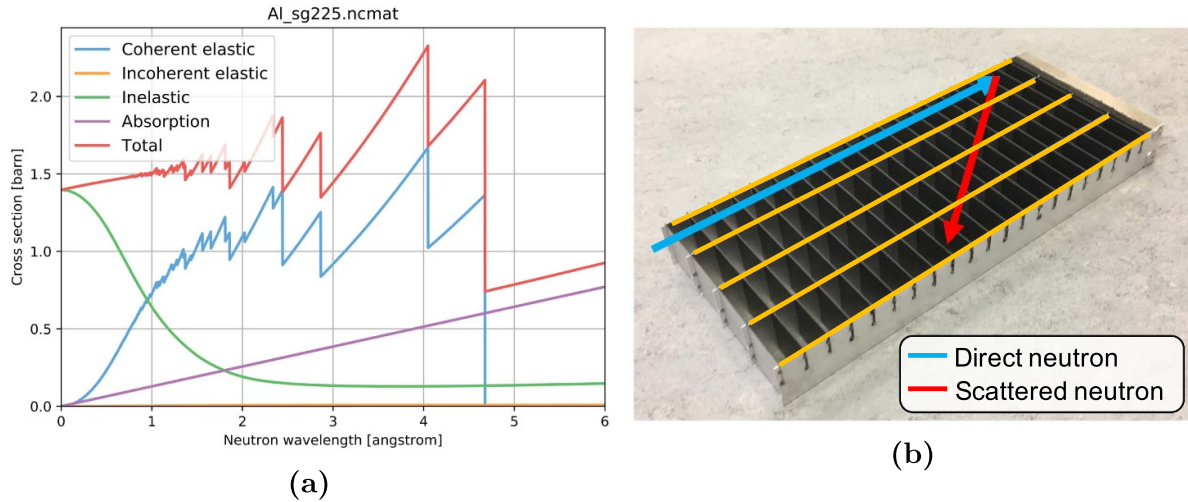 Al_sg225.ncmat
Coherent elastic
Incoherent elastic
Inelastic
Absorption
Total
Cross section [barn]
2.0
1.5
1.0
0.5
0.0
0 1 2 3 4 5 6
Neutron wavelength [angstrom]
(a)
Direct neutron
Scattered neutron
(b)